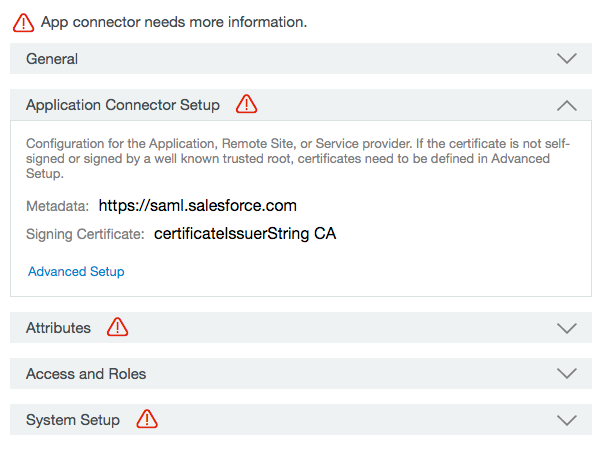 App connector needs more information.
General
Application Connector Setup
Configuration for the Application, Remote Site, or Service provider. If the certificate is not self-
signed or signed by a well known trusted root, certificates need to be defined in Advanced
Setup.
Metadata: https://saml.salesforce.com
Signing Certificate: certificateIssuerString CA
Advanced Setup
Attributes
Access and Roles
System Setup